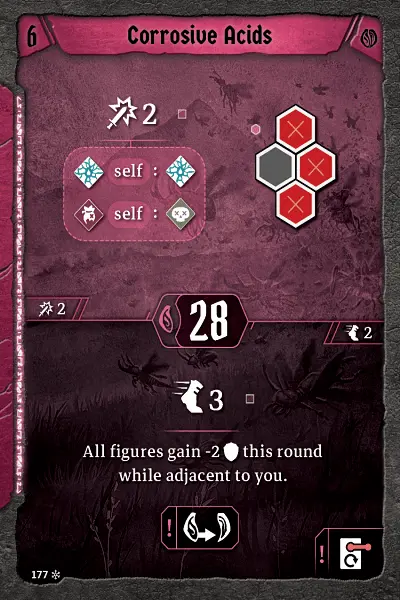 6 Corrosive Acids
2
self :
self :
2
28
2
3
All figures gain -2 this round
while adjacent to you.
!
!
177